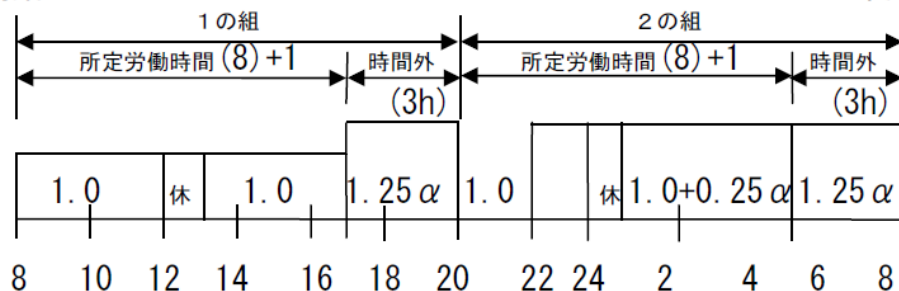 1の組 2の組
所定労働時間(8)+1 時間外 所定労働時間(8)+1 時間外
(3h) (3h)
1.0 休 1.0 1.25α 1.0 休 1.0+0.25α 1.25α
8 10 12 14 16 18 20 22 24 2 4 6 8